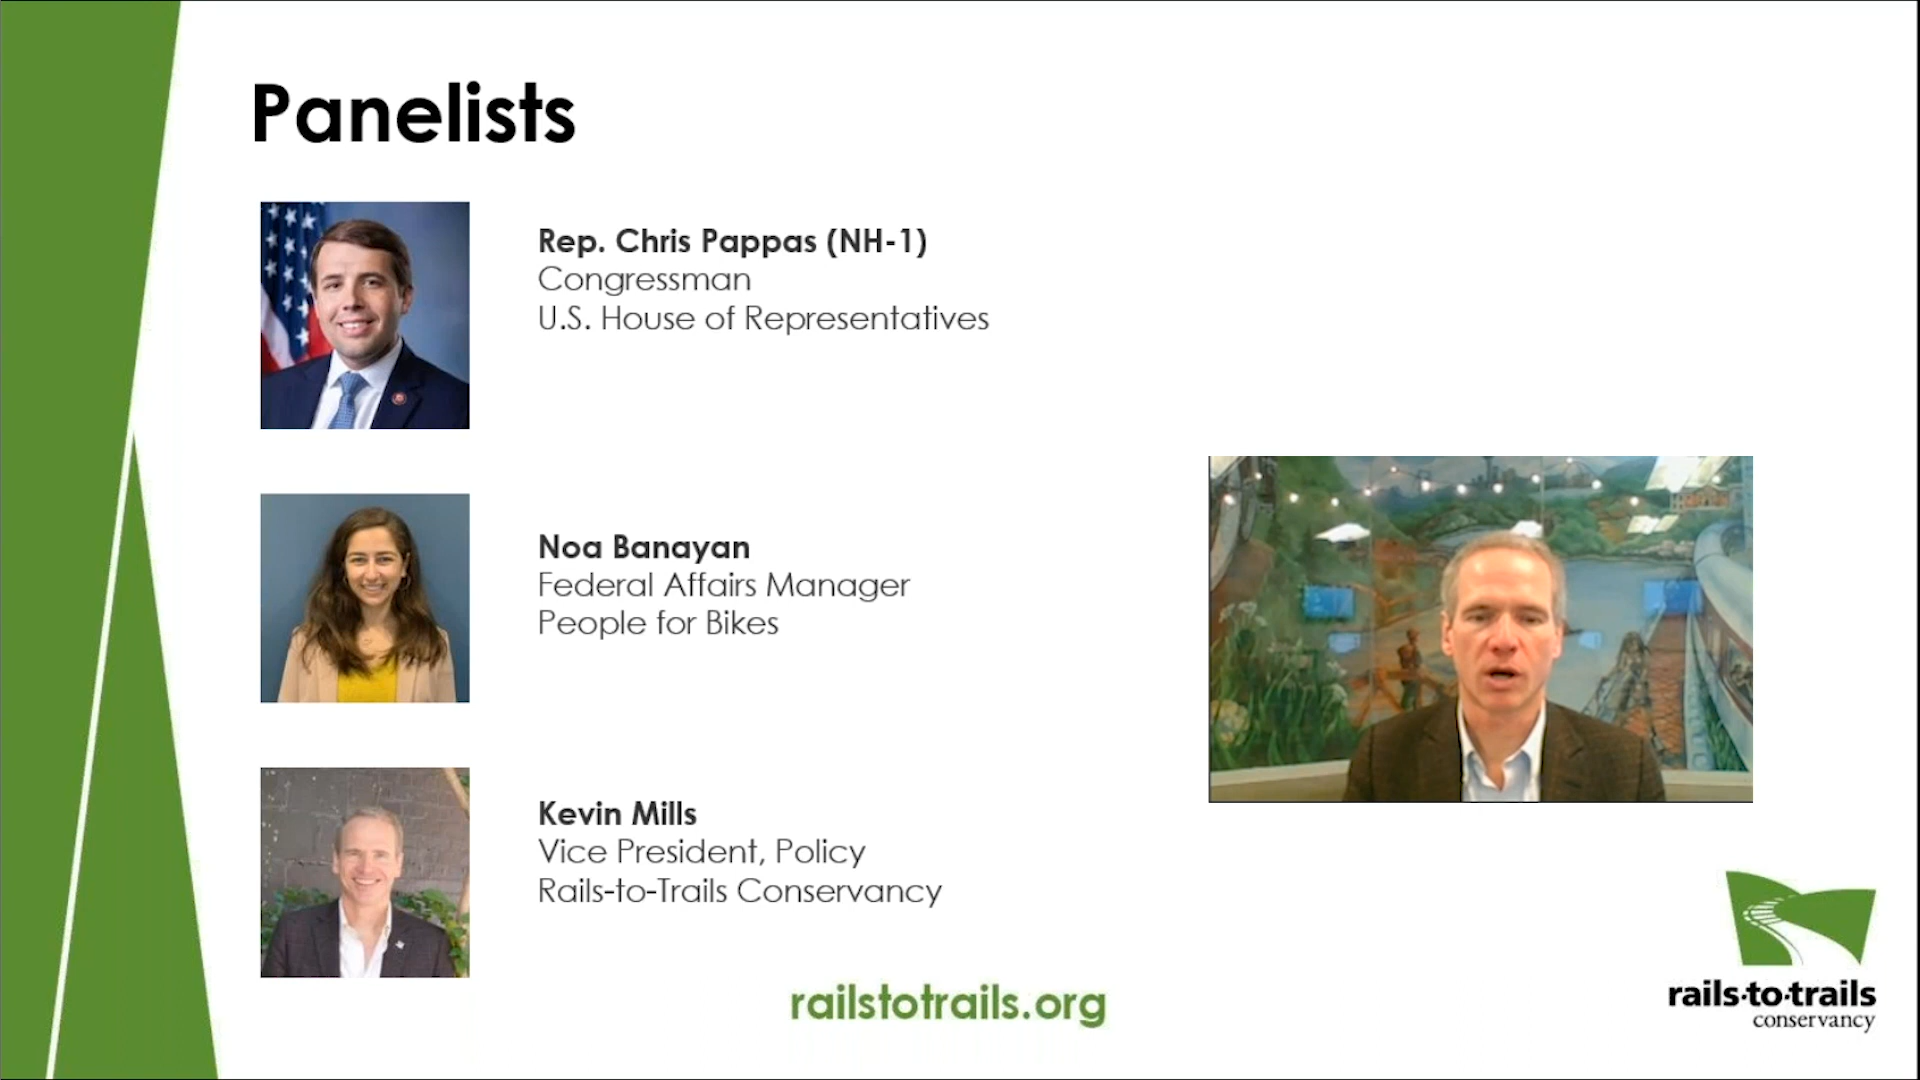 Panelists
Rep. Chris Pappas (NH-1)
Congressman
U.S. House of Representatives
Noa Banayan
Federal Affairs Manager
People for Bikes
Kevin Mills
Vice President, Policy
Rails-to-Trails Conservancy
railstotrails.org
rails·to·trails
conservancy